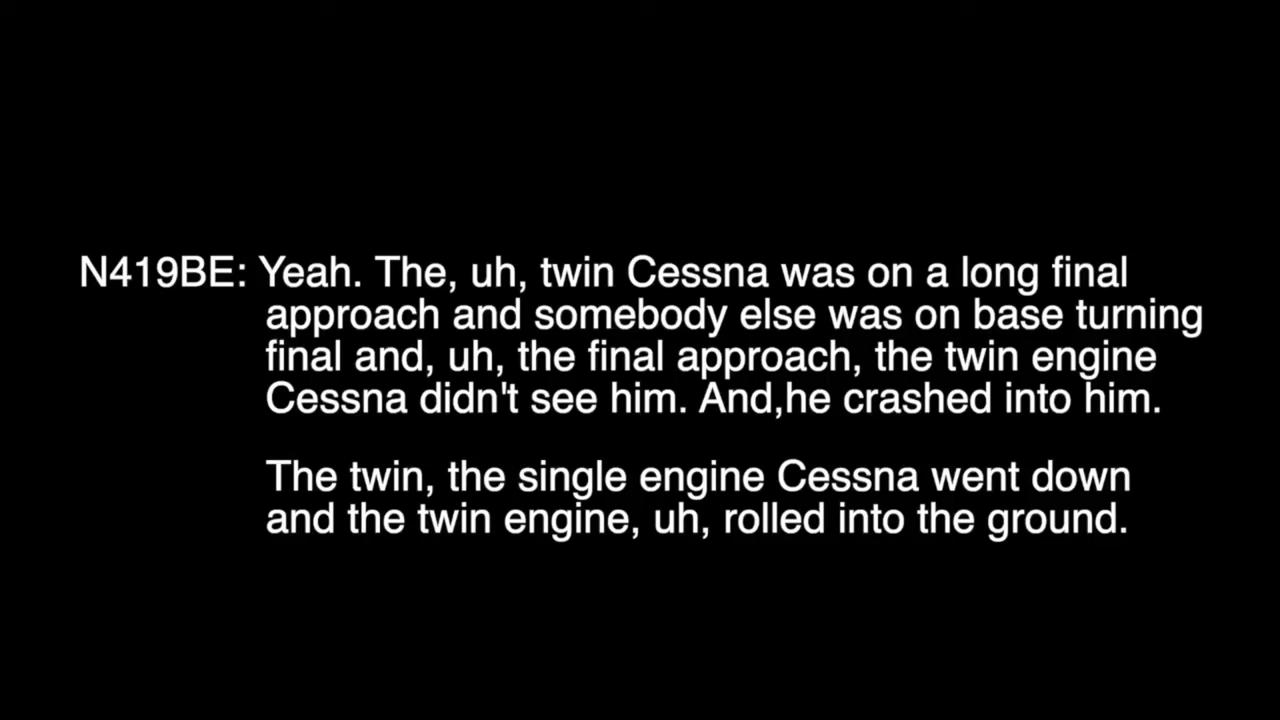 N419BE: Yeah. The, uh, twin Cessna was on a long final
approach and somebody else was on base turning
final and, uh, the final approach, the twin engine
Cessna didn't see him. And,he crashed into him.
The twin, the single engine Cessna went down
and the twin engine, uh, rolled into the ground.